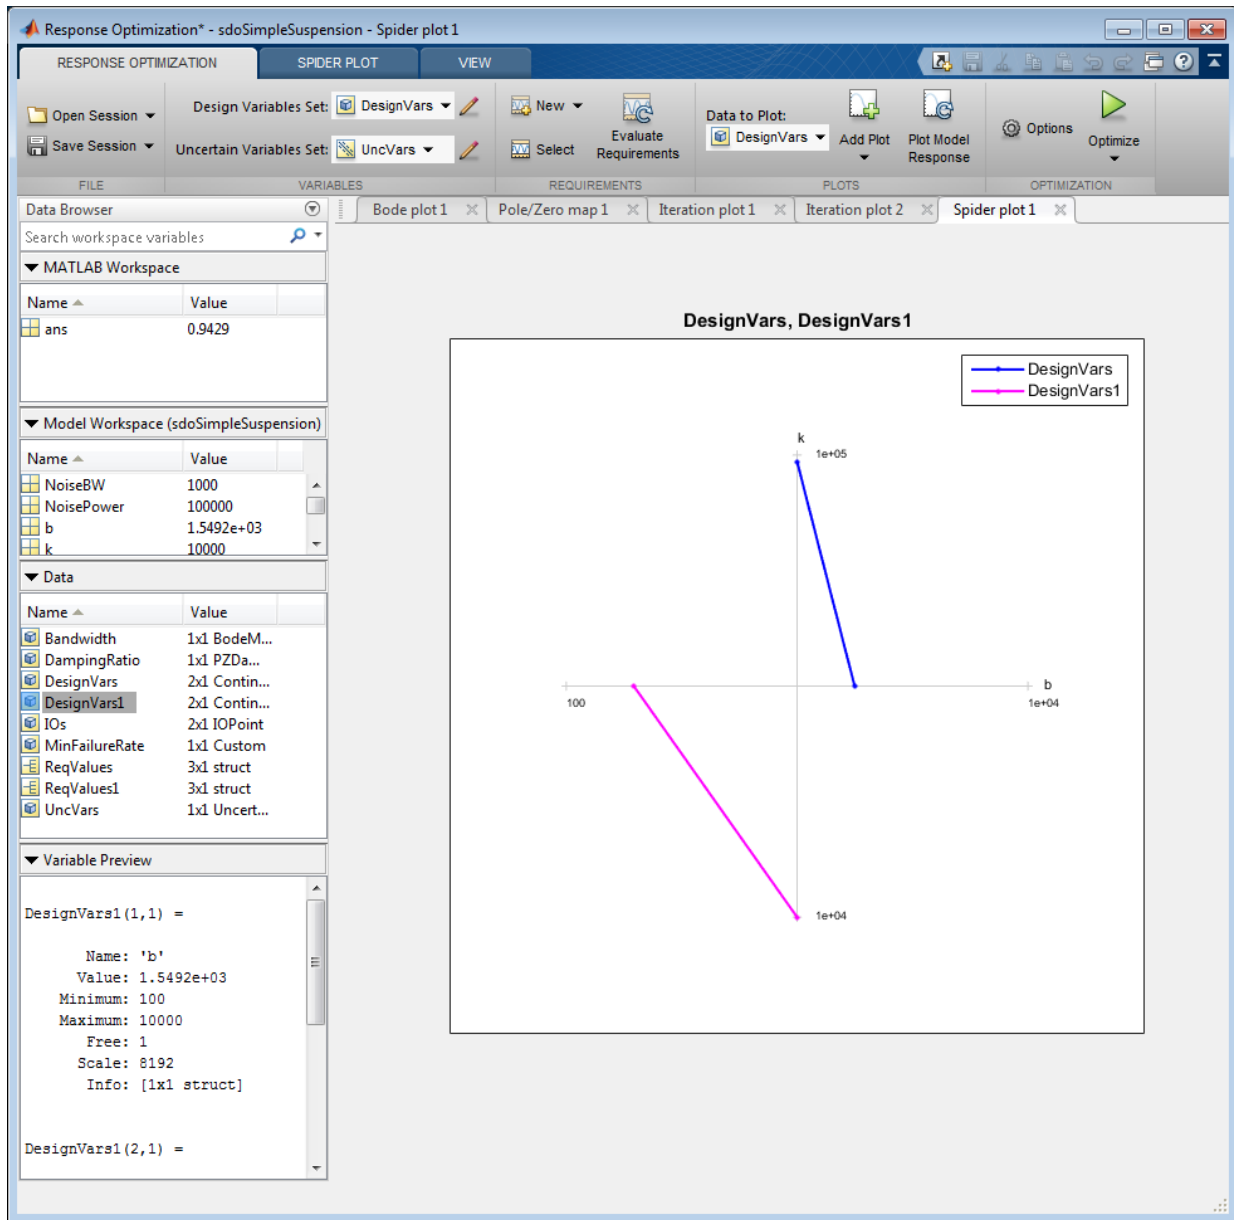 Response Optimization* - sdoSimpleSuspension - Spider plot 1
RESPONSE OPTIMIZATION SPIDER PLOT VIEW
Open Session
Save Session
FILE
Design Variables Set: DesignVars
Uncertain Variables Set: UncVars
VARIABLES
New
Select
Evaluate
Requirements
REQUIREMENTS
Data to Plot:
DesignVars
Add Plot
Plot Model
Response
PLOTS
Options
Optimize
OPTIMIZATION
Data Browser
Search workspace variables
MATLAB Workspace
Name Value
ans 0.9429
Model Workspace (sdoSimpleSuspension)
Name Value
NoiseBW 1000
NoisePower 100000
b 1.5492e+03
k 10000
Data
Name Value
Bandwidth 1x1 BodeM...
DampingRatio 1x1 PZDa...
DesignVars 2x1 Contin...
DesignVars1 2x1 Contin...
IOs 2x1 IOPoint
MinFailureRate 1x1 Custom
ReqValues 3x1 struct
ReqValues1 3x1 struct
UncVars 1x1 Uncert...
Variable Preview
DesignVars1(1,1) =
Name: 'b'
Value: 1.5492e+03
Minimum: 100
Maximum: 10000
Free: 1
Scale: 8192
Info: [1x1 struct]
DesignVars1(2,1) =
Bode plot 1 Pole/Zero map 1 Iteration plot 1 Iteration plot 2 Spider plot 1
DesignVars, DesignVars1
DesignVars
DesignVars1
k
1e+05
b
100
1e+04
1e+04